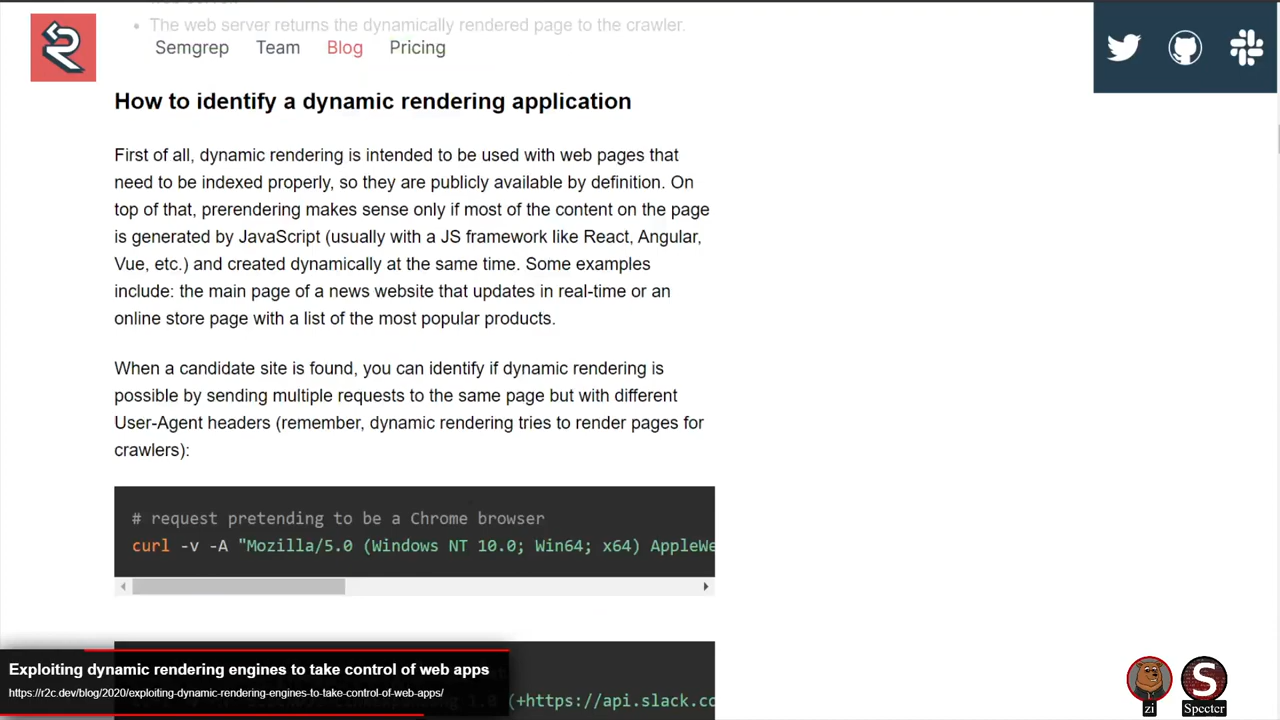 The web server returns the dynamically rendered page to the crawler.
Semgrep Team Blog Pricing
How to identify a dynamic rendering application
First of all, dynamic rendering is intended to be used with web pages that
need to be indexed properly, so they are publicly available by definition. On
top of that, prerendering makes sense only if most of the content on the page
is generated by JavaScript (usually with a JS framework like React, Angular,
Vue, etc.) and created dynamically at the same time. Some examples
include: the main page of a news website that updates in real-time or an
online store page with a list of the most popular products.
When a candidate site is found, you can identify if dynamic rendering is
possible by sending multiple requests to the same page but with different
User-Agent headers (remember, dynamic rendering tries to render pages for
crawlers):
# request pretending to be a Chrome browser
curl -v -A "Mozilla/5.0 (Windows NT 10.0; Win64; x64) AppleWe
1.0 (+https://api.slack.co
Exploiting dynamic rendering engines to take control of web apps
https://r2c.dev/blog/2020/exploiting-dynamic-rendering-engines-to-take-control-of-web-apps/
zi
Specter